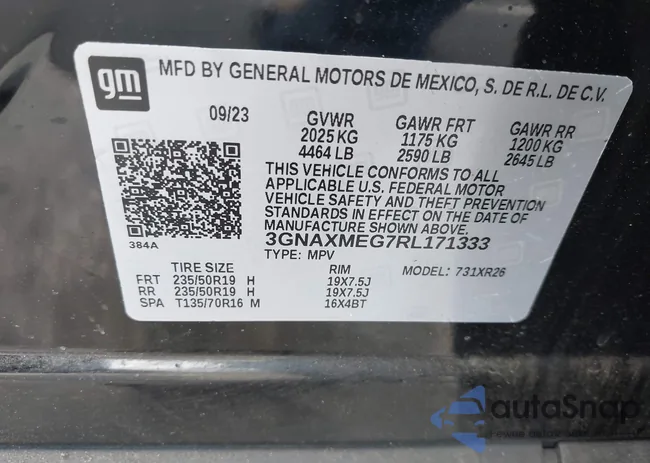 gm
MFD BY GENERAL MOTORS DE MEXICO, S. DE R.L. DE C.V.
09/23
GVWR
2025 KG
4464 LB
GAWR FRT
1175 KG
2590 LB
GAWR RR
1200 KG
2645 LB
THIS VEHICLE CONFORMS TO ALL
APPLICABLE U.S. FEDERAL MOTOR
VEHICLE SAFETY AND THEFT PREVENTION
STANDARDS IN EFFECT ON THE DATE OF
MANUFACTURE SHOWN ABOVE.
384A
3GNAXMEG7RL171333
TYPE: MPV
MODEL: 731XR26
TIRE SIZE RIM
FRT 235/50R19 H 19X7.5J
RR 235/50R19 H 19X7.5J
SPA T135/70R16 M 16X4BT
autoSnap